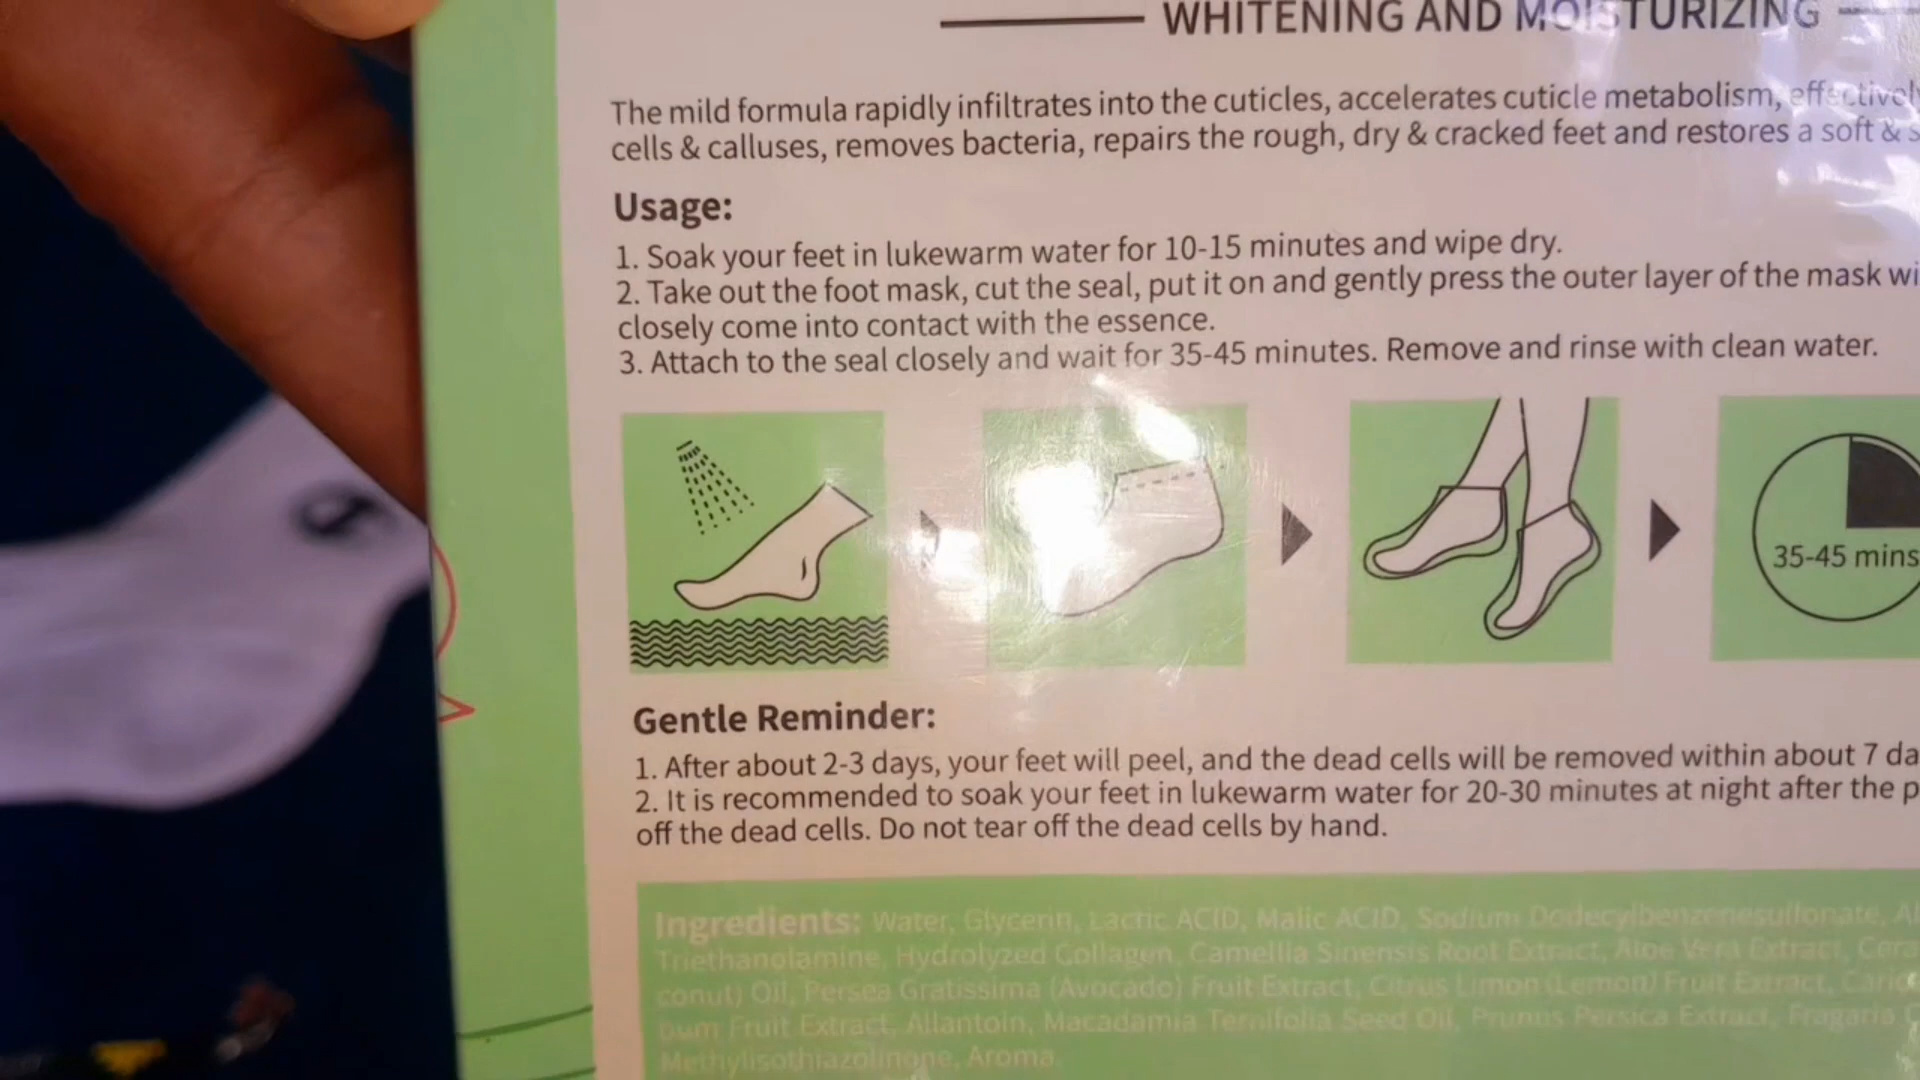 WHITENING AND MOISTURIZING
The mild formula rapidly infiltrates into the cuticles, accelerates cuticle metabolism,
cells & calluses, removes bacteria, repairs the rough, dry & cracked feet and restores a soft &
Usage:
1. Soak your feet in lukewarm water for 10-15 minutes and wipe dry.
2. Take out the foot mask, cut the seal, put it on and gently press the outer layer of the mask
closely come into contact with the essence.
3. Attach to the seal closely and wait for 35-45 minutes. Remove and rinse with clean water.
35-45 mins
Gentle Reminder:
1. After about 2-3 days, your feet will peel, and the dead cells will be removed within about 7
2. It is recommended to soak your feet in lukewarm water for 20-30 minutes at night after the
off the dead cells. Do not tear off the dead cells by hand.
Ingredients: Water, Glycerin, Lactic ACID, Malic ACID, Sodium Dodecylbenzenesulfonate,
Triethanolamine, Hydrolyzed Collagen, Camellia Sinensis Root Extract, Aloe Vera Extract,
conut) Oil, Persea Gratissima (Avocado) Fruit Extract, Citrus Limon (Lemon) Fruit Extract,
bum Fruit Extract, Allantoin, Macadamia Ternifolia Seed Oil, Prunus Persica Extract, Fragaria
Methylisothiazolinone, Aroma.